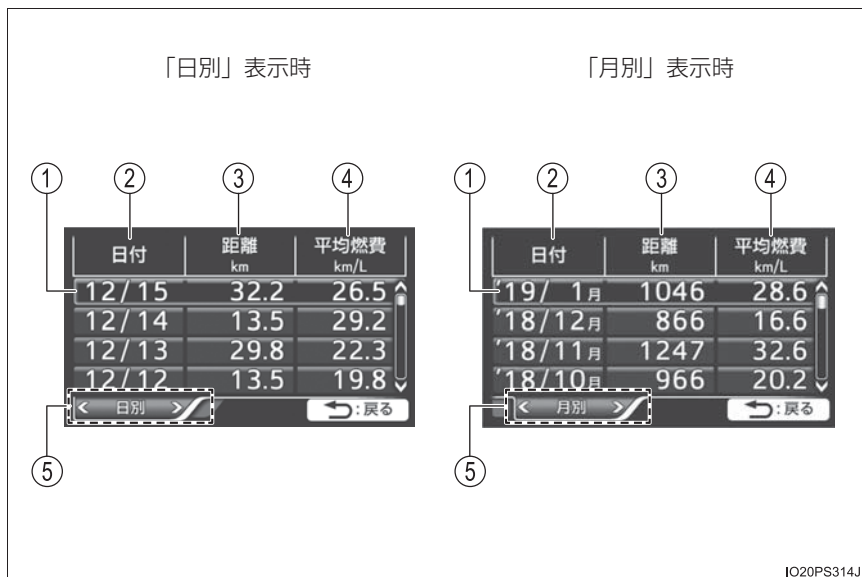 「日別」表示時
「月別」表示時
① ② ③ ④
① ② ③ ④
日付 距離 km 平均燃費 km/L
12/15 32.2 26.5
12/14 13.5 29.2
12/13 29.8 22.3
12/12 13.5 19.8
< 日別 > :戻る
日付 距離 km 平均燃費 km/L
'19/ 1月 1046 28.6
'18/12月 866 16.6
'18/11月 1247 32.6
'18/10月 966 20.2
< 月別 > :戻る
⑤
⑤
IO20PS314J